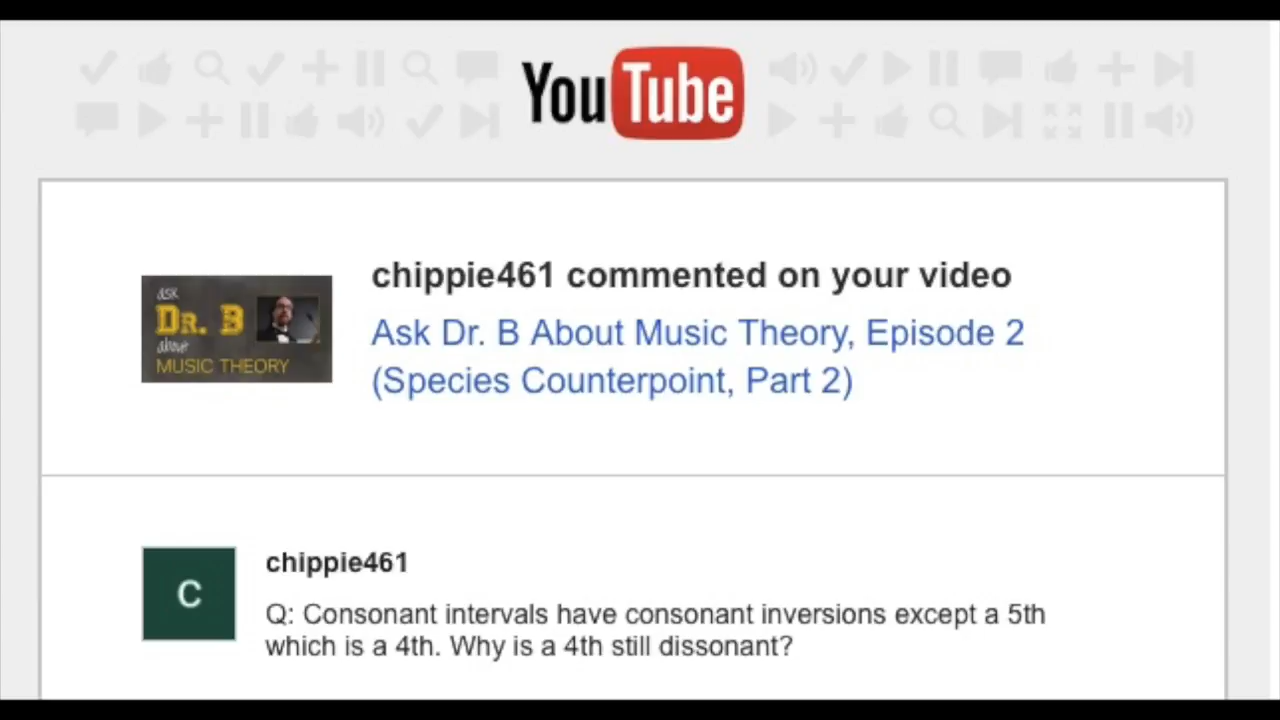 YouTube
chippie461 commented on your video
ASK
DR. B
about
MUSIC THEORY
Ask Dr. B About Music Theory, Episode 2
(Species Counterpoint, Part 2)
C
chippie461
Q: Consonant intervals have consonant inversions except a 5th
which is a 4th. Why is a 4th still dissonant?